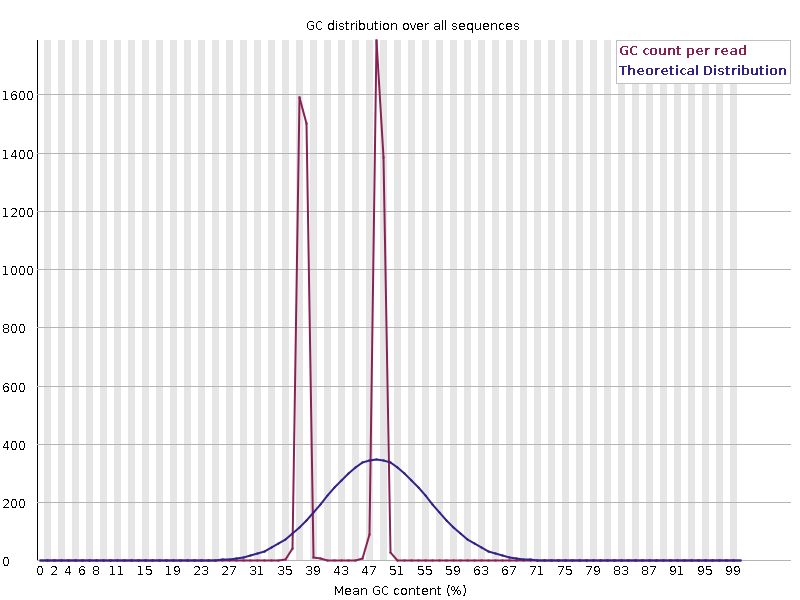 GC distribution over all sequences
GC count per read
Theoretical Distribution
1600
1400
1200
1000
800
600
400
200
0
0 2 4 6 8 11 15 19 23 27 31 35 39 43 47 51 55 59 63 67 71 75 79 83 87 91 95 99
Mean GC content (%)